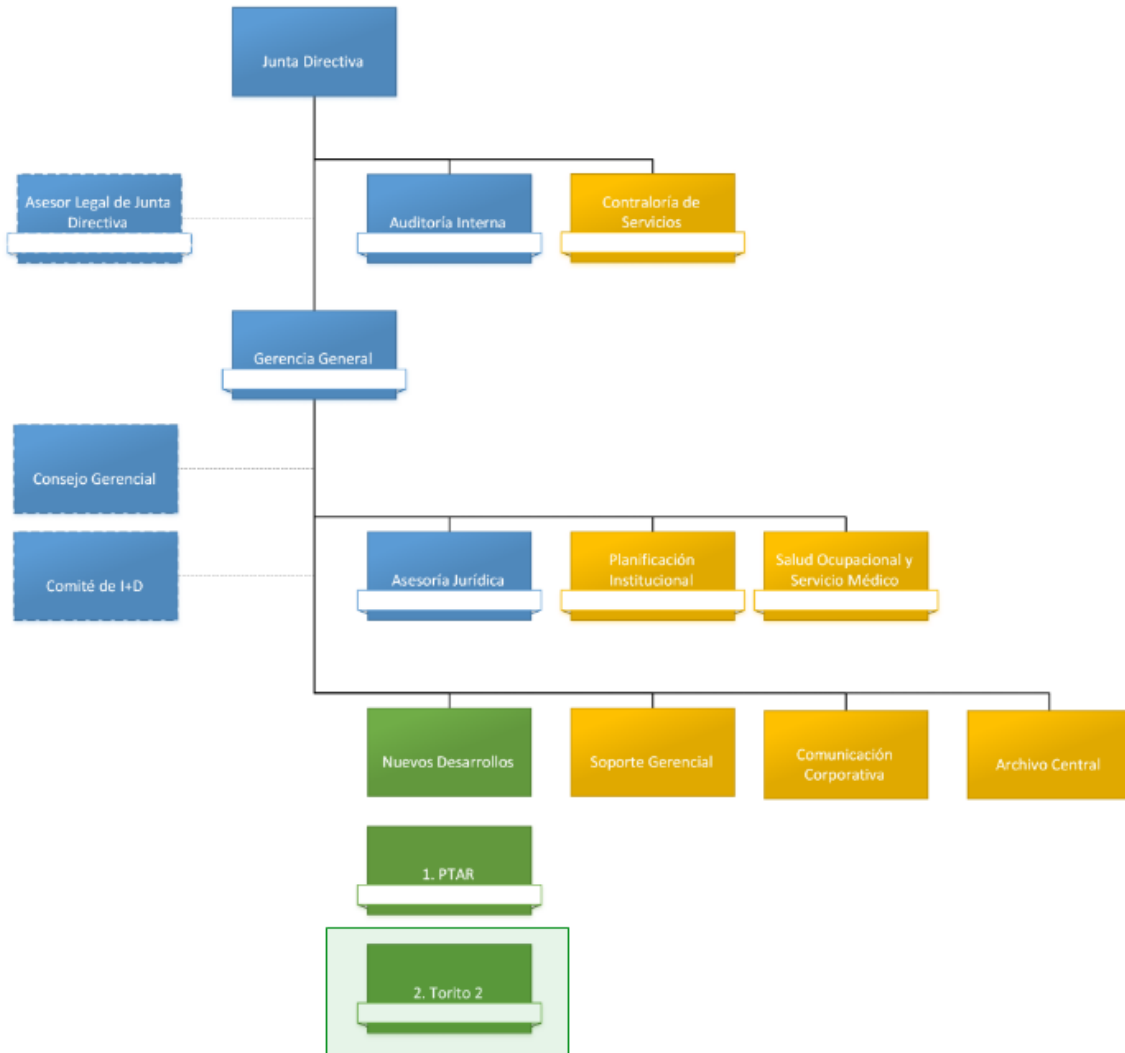 Junta Directiva
Asesor Legal de Junta
Directiva
Auditoría Interna
Contraloría de
Servicios
Gerencia General
Consejo Gerencial
Comité de I+D
Asesoría Jurídica
Planificación
Institucional
Salud Ocupacional y
Servicio Médico
Nuevos Desarrollos
Soporte Gerencial
Comunicación
Corporativa
Archivo Central
1. PTAR
2. Torito 2